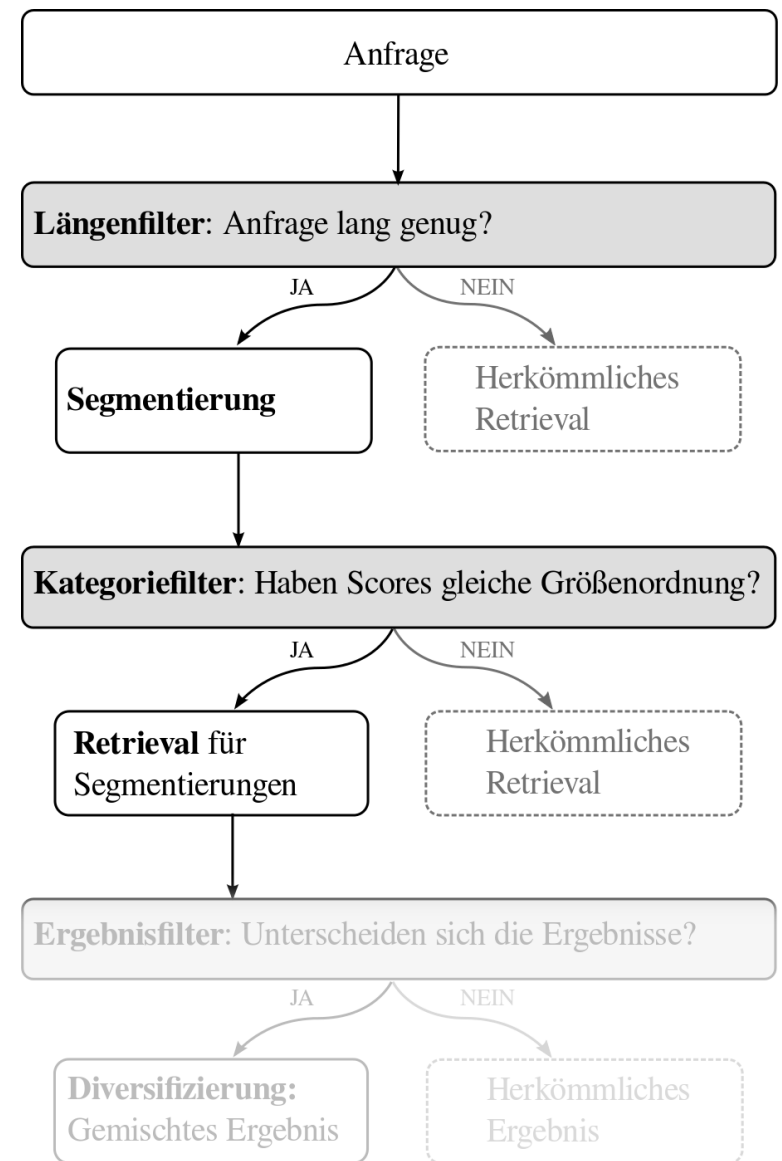 Anfrage
Längenfilter: Anfrage lang genug?
JA
NEIN
Segmentierung
Herkömmliches
Retrieval
Kategoriefilter: Haben Scores gleiche Größenordnung?
JA
NEIN
Retrieval für
Segmentierungen
Herkömmliches
Retrieval
Ergebnisfilter: Unterscheiden sich die Ergebnisse?
JA
NEIN
Diversifizierung:
Gemischtes Ergebnis
Herkömmliches
Ergebnis